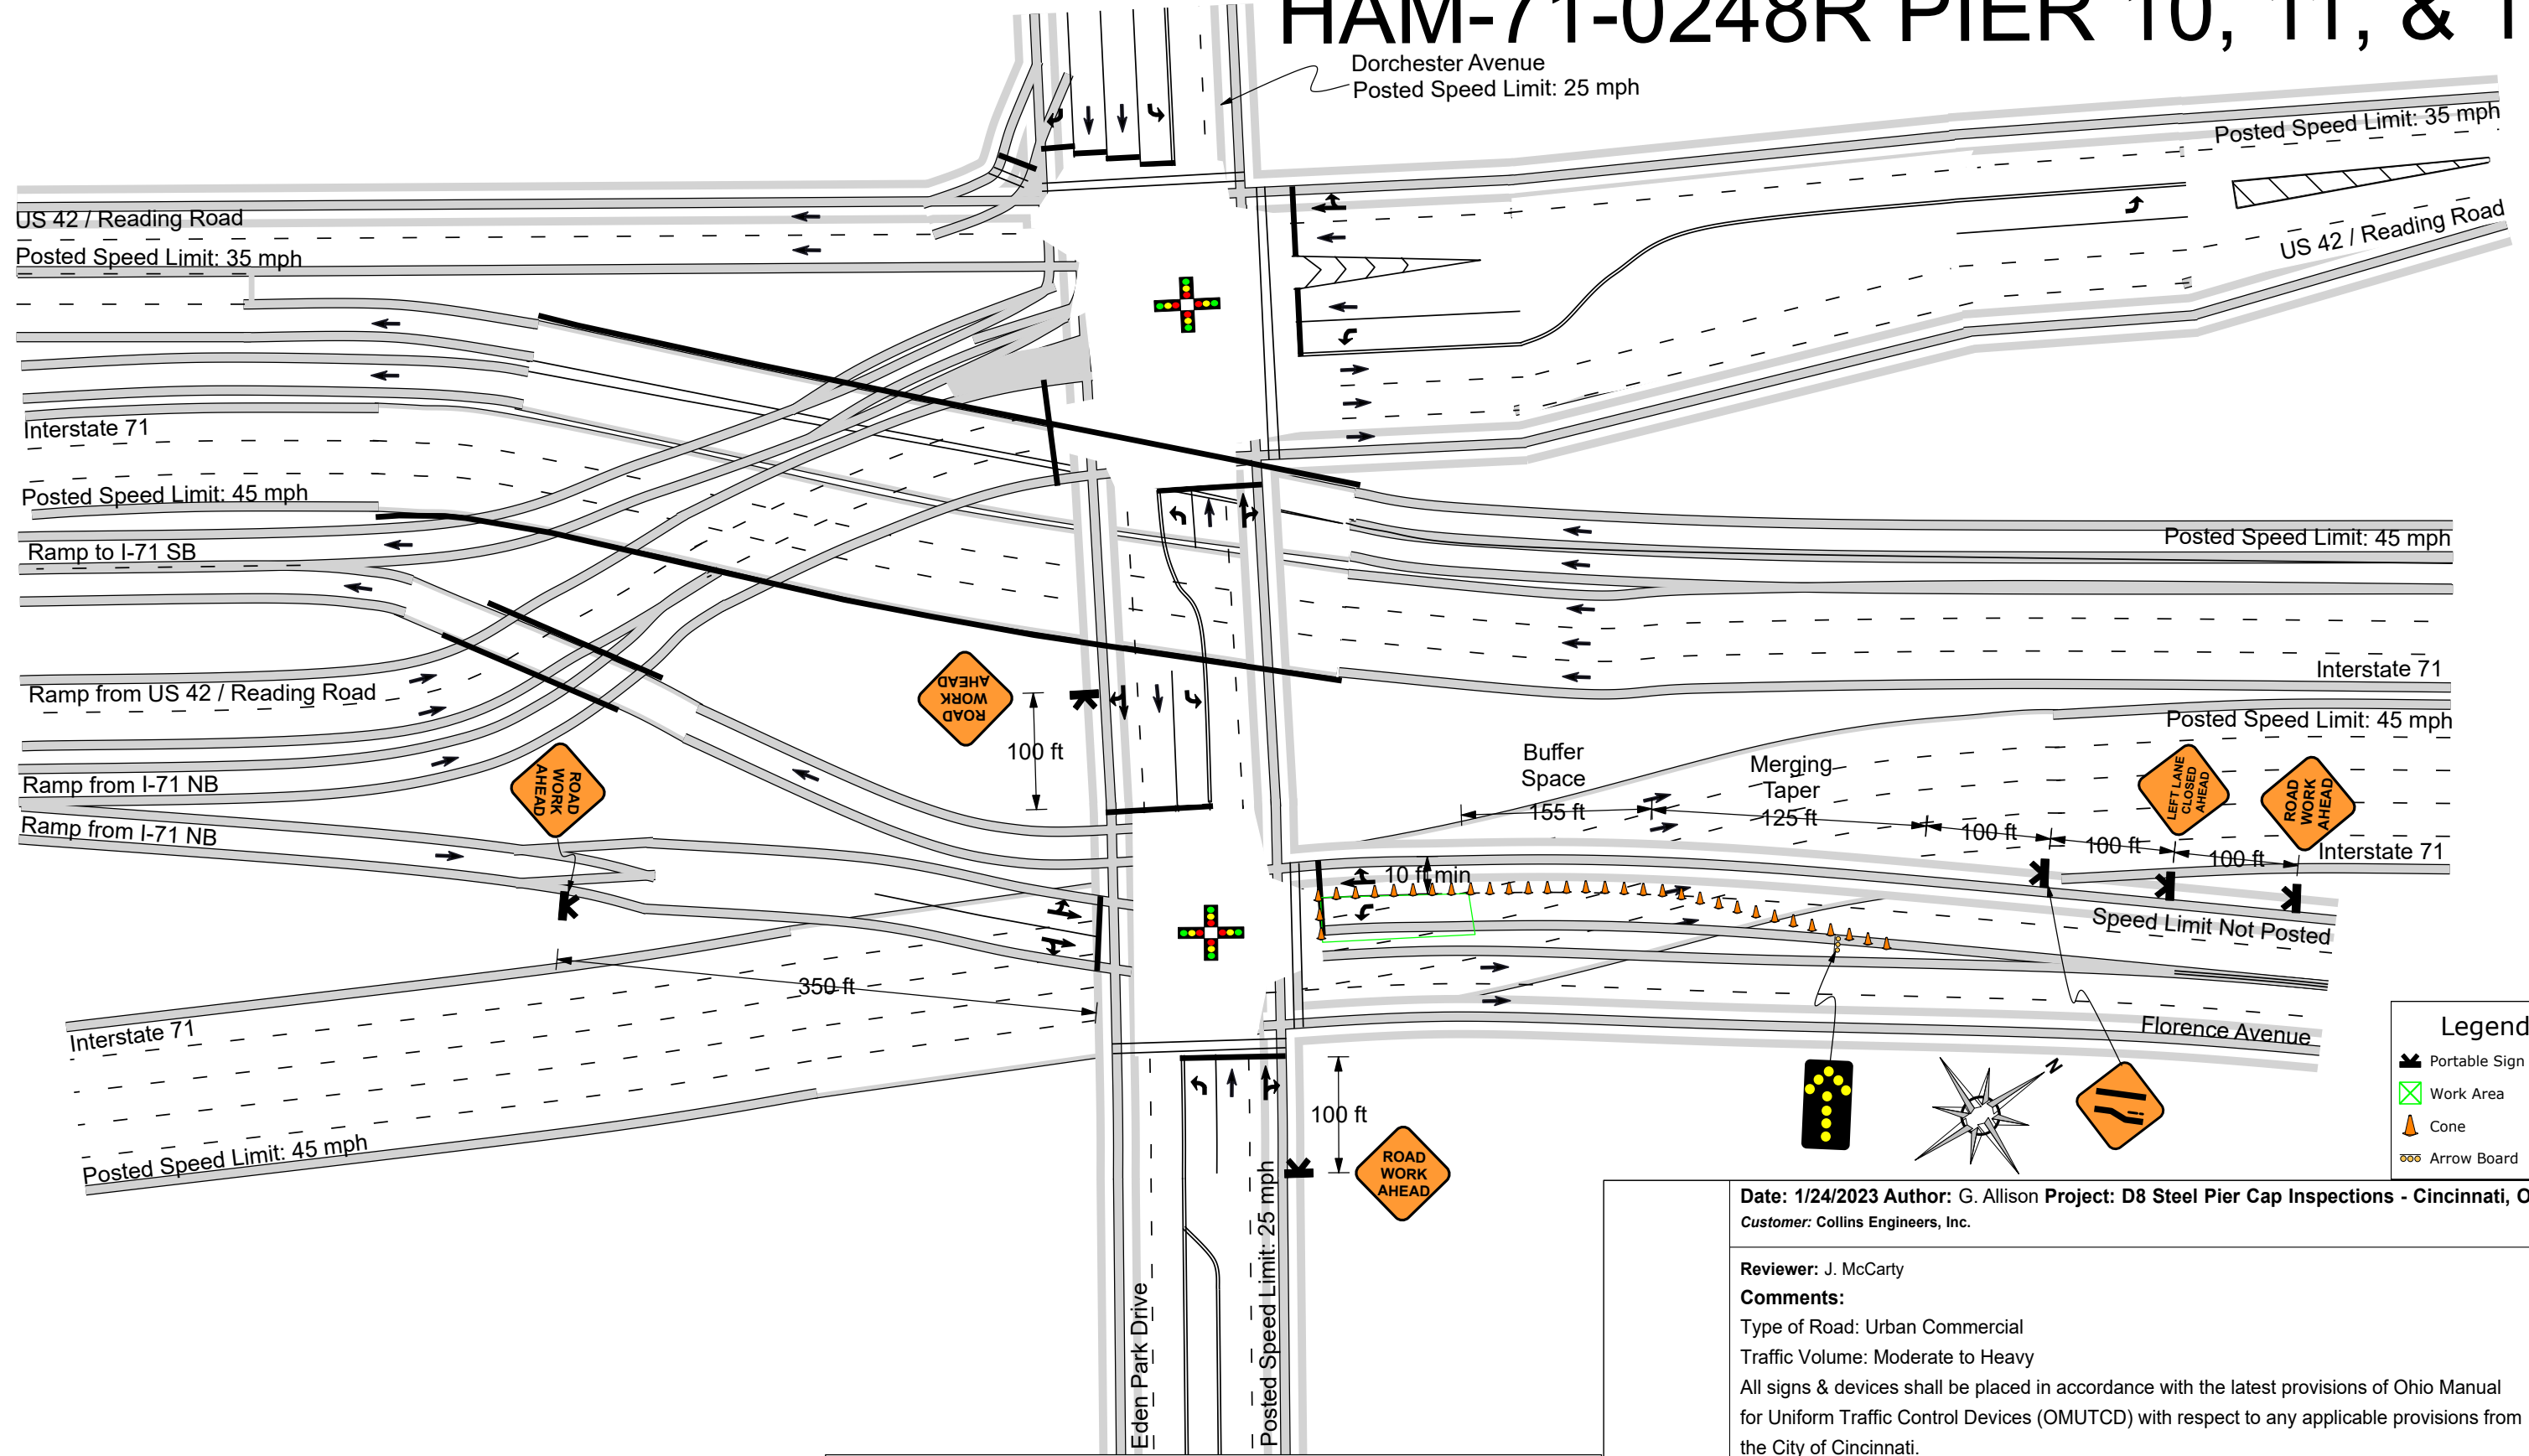 HAM-71-0248R PIER 10, 11, & 1
Dorchester Avenue
Posted Speed Limit: 25 mph
Posted Speed Limit: 35 mph
US 42 / Reading Road
US 42 / Reading Road
Posted Speed Limit: 35 mph
Interstate 71
Posted Speed Limit: 45 mph
Ramp to I-71 SB
Posted Speed Limit: 45 mph
Interstate 71
Ramp from US 42 / Reading Road
ROAD
WORK
AHEAD
100 ft
Posted Speed Limit: 45 mph
Buffer
Space
155 ft
Merging
Taper
125 ft
100 ft
100 ft
100 ft
LEFT LANE
CLOSED
AHEAD
ROAD
WORK
AHEAD
Interstate 71
Ramp from I-71 NB
ROAD
WORK
AHEAD
Ramp from I-71 NB
10 ft min
Speed Limit Not Posted
350 ft
Interstate 71
Posted Speed Limit: 45 mph
Florence Avenue
N
100 ft
ROAD
WORK
AHEAD
Eden Park Drive
Posted Speed Limit: 25 mph
Legend
Portable Sign
Work Area
Cone
Arrow Board
Date: 1/24/2023 Author: G. Allison Project: D8 Steel Pier Cap Inspections - Cincinnati, O
Customer: Collins Engineers, Inc.
Reviewer: J. McCarty
Comments:
Type of Road: Urban Commercial
Traffic Volume: Moderate to Heavy
All signs & devices shall be placed in accordance with the latest provisions of Ohio Manual
for Uniform Traffic Control Devices (OMUTCD) with respect to any applicable provisions from
the City of Cincinnati.